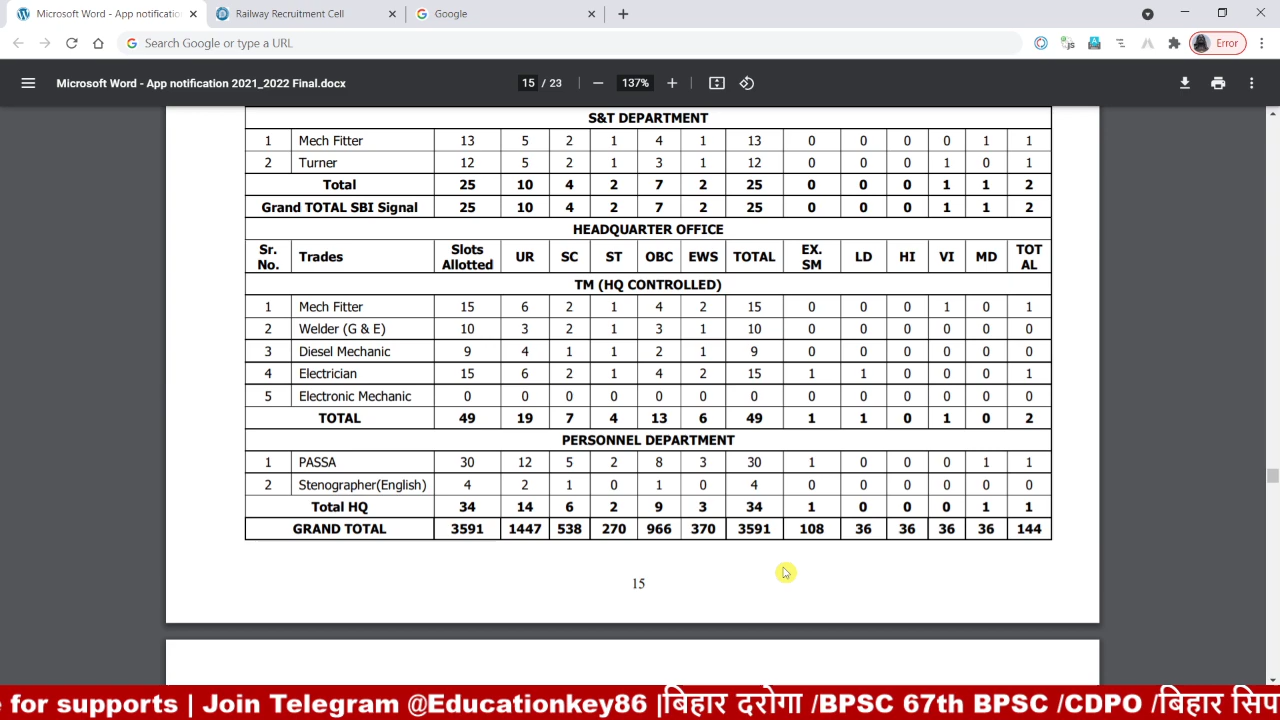 Microsoft Word - App notificatio
Railway Recruitment Cell
Google
Search Google or type a URL
Error
Microsoft Word - App notification 2021_2022 Final.docx
15 / 23
137%
S&T DEPARTMENT
1 Mech Fitter 13 5 2 1 4 1 13 0 0 0 0 1 1
2 Turner 12 5 2 1 3 1 12 0 0 0 1 0 1
Total 25 10 4 2 7 2 25 0 0 0 1 1 2
Grand TOTAL SBI Signal 25 10 4 2 7 2 25 0 0 0 1 1 2
HEADQUARTER OFFICE
Sr. No. Trades Slots Allotted UR SC ST OBC EWS TOTAL EX. SM LD HI VI MD TOT AL
TM (HQ CONTROLLED)
1 Mech Fitter 15 6 2 1 4 2 15 0 0 0 1 0 1
2 Welder (G & E) 10 3 2 1 3 1 10 0 0 0 0 0 0
3 Diesel Mechanic 9 4 1 1 2 1 9 0 0 0 0 0 0
4 Electrician 15 6 2 1 4 2 15 1 1 0 0 0 1
5 Electronic Mechanic 0 0 0 0 0 0 0 0 0 0 0 0 0
TOTAL 49 19 7 4 13 6 49 1 1 0 1 0 2
PERSONNEL DEPARTMENT
1 PASSA 30 12 5 2 8 3 30 1 0 0 0 1 1
2 Stenographer(English) 4 2 1 0 1 0 4 0 0 0 0 0 0
Total HQ 34 14 6 2 9 3 34 1 0 0 0 1 1
GRAND TOTAL 3591 1447 538 270 966 370 3591 108 36 36 36 36 144
15
e for supports | Join Telegram @Educationkey86 |बिहार दरोगा /BPSC 67th BPSC /CDPO /बिहार सिप